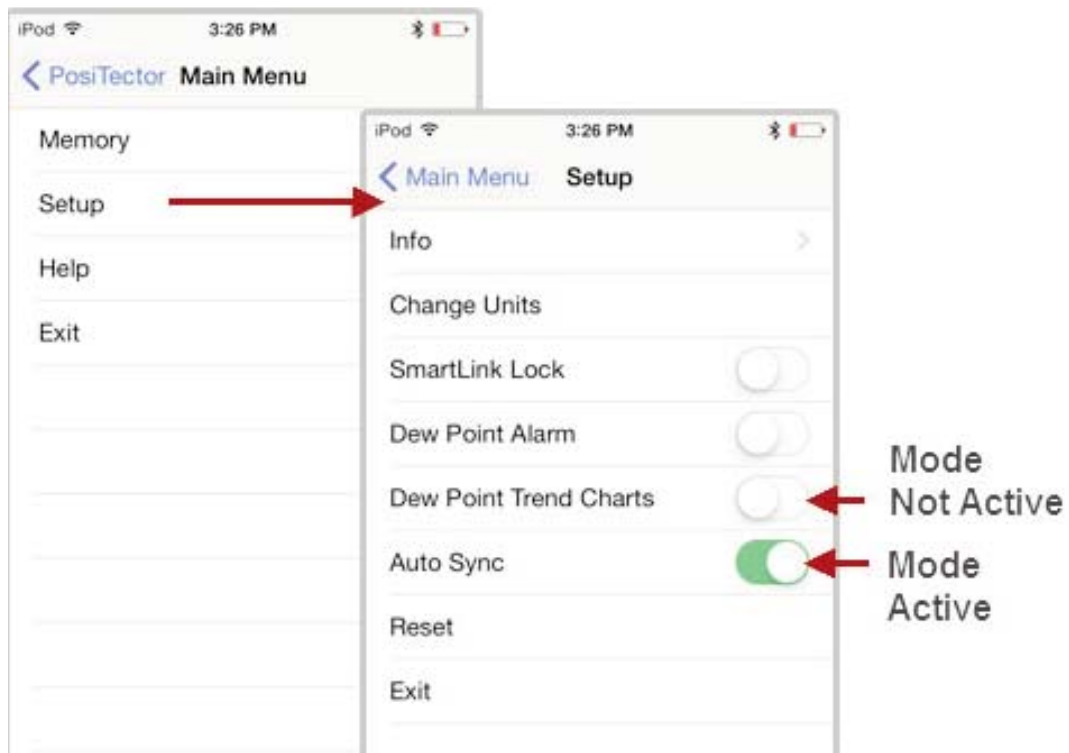 iPod 3:26 PM
PosiTector Main Menu
Memory
Setup
Help
Exit
iPod 3:26 PM
Main Menu Setup
Info
Change Units
SmartLink Lock
Dew Point Alarm
Dew Point Trend Charts
Auto Sync
Reset
Exit
Mode
Not Active
Mode
Active